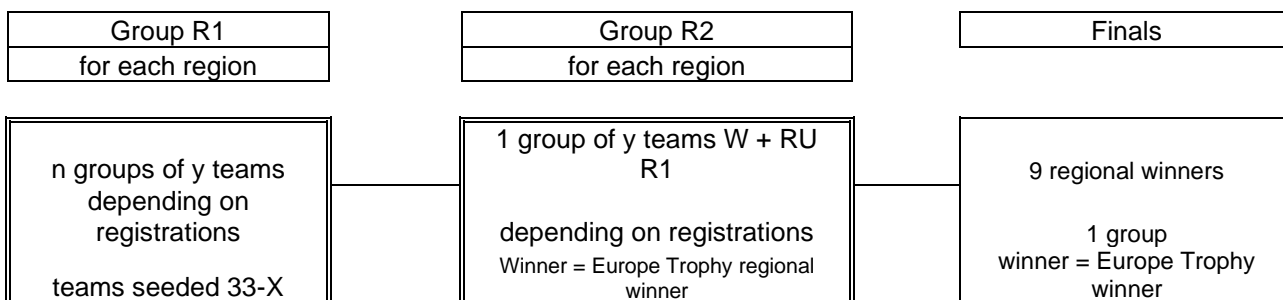 Group R1
for each region
Group R2
for each region
Finals
n groups of y teams
depending on
registrations
teams seeded 33-X
1 group of y teams W + RU
R1
depending on registrations
Winner = Europe Trophy regional
winner
9 regional winners
1 group
winner = Europe Trophy
winner